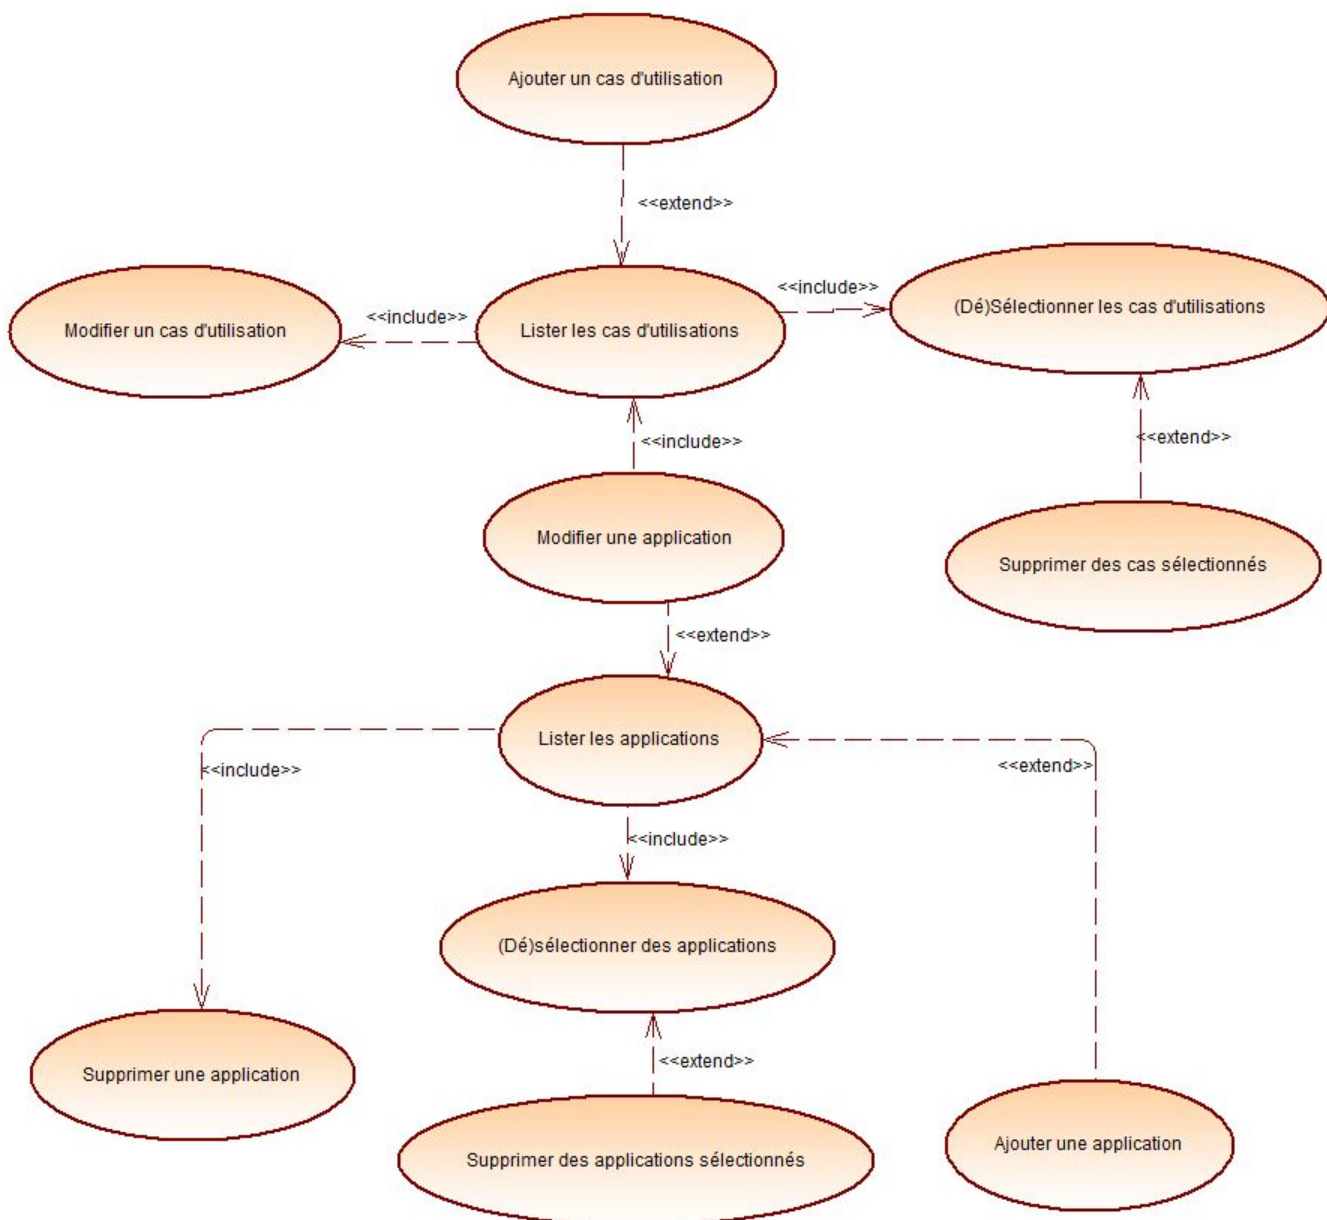 Ajouter un cas d'utilisation
<<extend>>
<<include>>
(Dé)Sélectionner les cas d'utilisations
<<include>>
Modifier un cas d'utilisation
Lister les cas d'utilisations
<<include>>
<<extend>>
Modifier une application
Supprimer des cas sélectionnés
<<extend>>
Lister les applications
<<include>>
<<extend>>
<<include>>
(Dé)sélectionner des applications
<<extend>>
Supprimer une application
Supprimer des applications sélectionnés
Ajouter une application